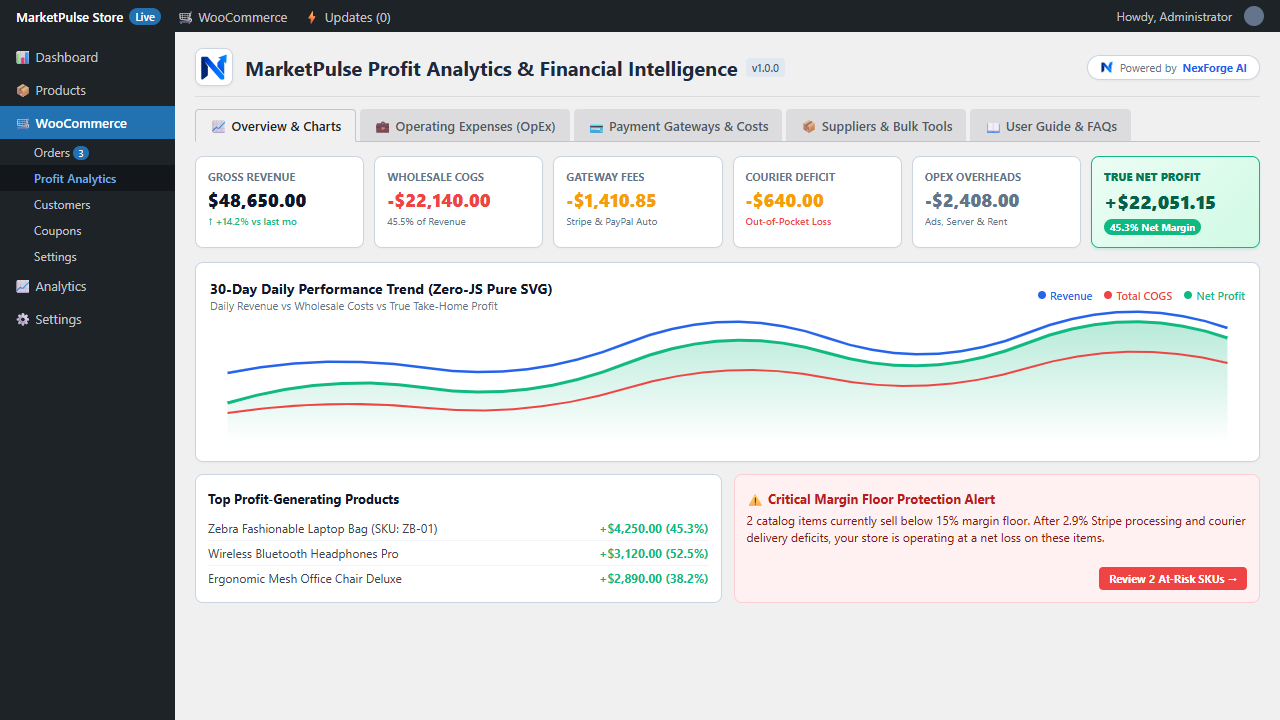 MarketPulse Store Live WooCommerce Updates (0) Howdy, Administrator
Dashboard
Products
WooCommerce
Orders 3
Profit Analytics
Customers
Coupons
Settings
Analytics
Settings
MarketPulse Profit Analytics & Financial Intelligence v1.0.0
Powered by NexForge AI
Overview & Charts
Operating Expenses (OpEx)
Payment Gateways & Costs
Suppliers & Bulk Tools
User Guide & FAQs
GROSS REVENUE
$48,650.00
↑ +14.2% vs last mo
WHOLESALE COGS
-$22,140.00
45.5% of Revenue
GATEWAY FEES
-$1,410.85
Stripe & PayPal Auto
COURIER DEFICIT
-$640.00
Out-of-Pocket Loss
OPEX OVERHEADS
-$2,408.00
Ads, Server & Rent
TRUE NET PROFIT
+$22,051.15
45.3% Net Margin
30-Day Daily Performance Trend (Zero-JS Pure SVG)
Daily Revenue vs Wholesale Costs vs True Take-Home Profit
Revenue Total COGS Net Profit
Top Profit-Generating Products
Zebra Fashionable Laptop Bag (SKU: ZB-01) +$4,250.00 (45.3%)
Wireless Bluetooth Headphones Pro +$3,120.00 (52.5%)
Ergonomic Mesh Office Chair Deluxe +$2,890.00 (38.2%)
Critical Margin Floor Protection Alert
2 catalog items currently sell below 15% margin floor. After 2.9% Stripe processing and courier
delivery deficits, your store is operating at a net loss on these items.
Review 2 At-Risk SKUs →